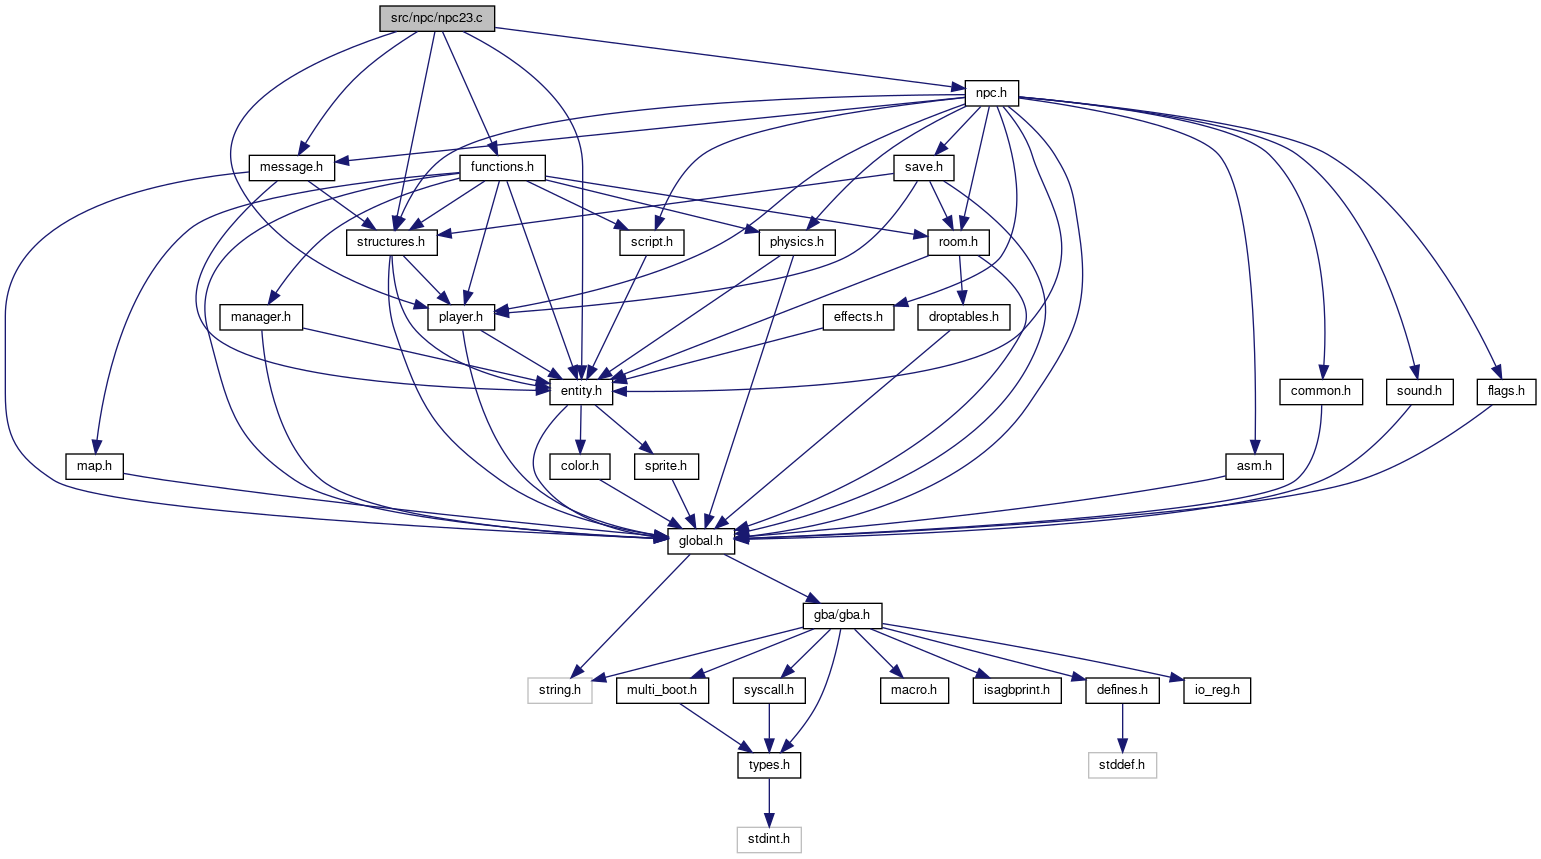 src/npc/npc23.c
npc.h
message.h
functions.h
save.h
structures.h
script.h
physics.h
room.h
manager.h
player.h
effects.h
droptables.h
entity.h
common.h
sound.h
flags.h
map.h
color.h
sprite.h
asm.h
global.h
gba/gba.h
string.h
multi_boot.h
syscall.h
macro.h
isagbprint.h
defines.h
io_reg.h
types.h
stddef.h
stdint.h